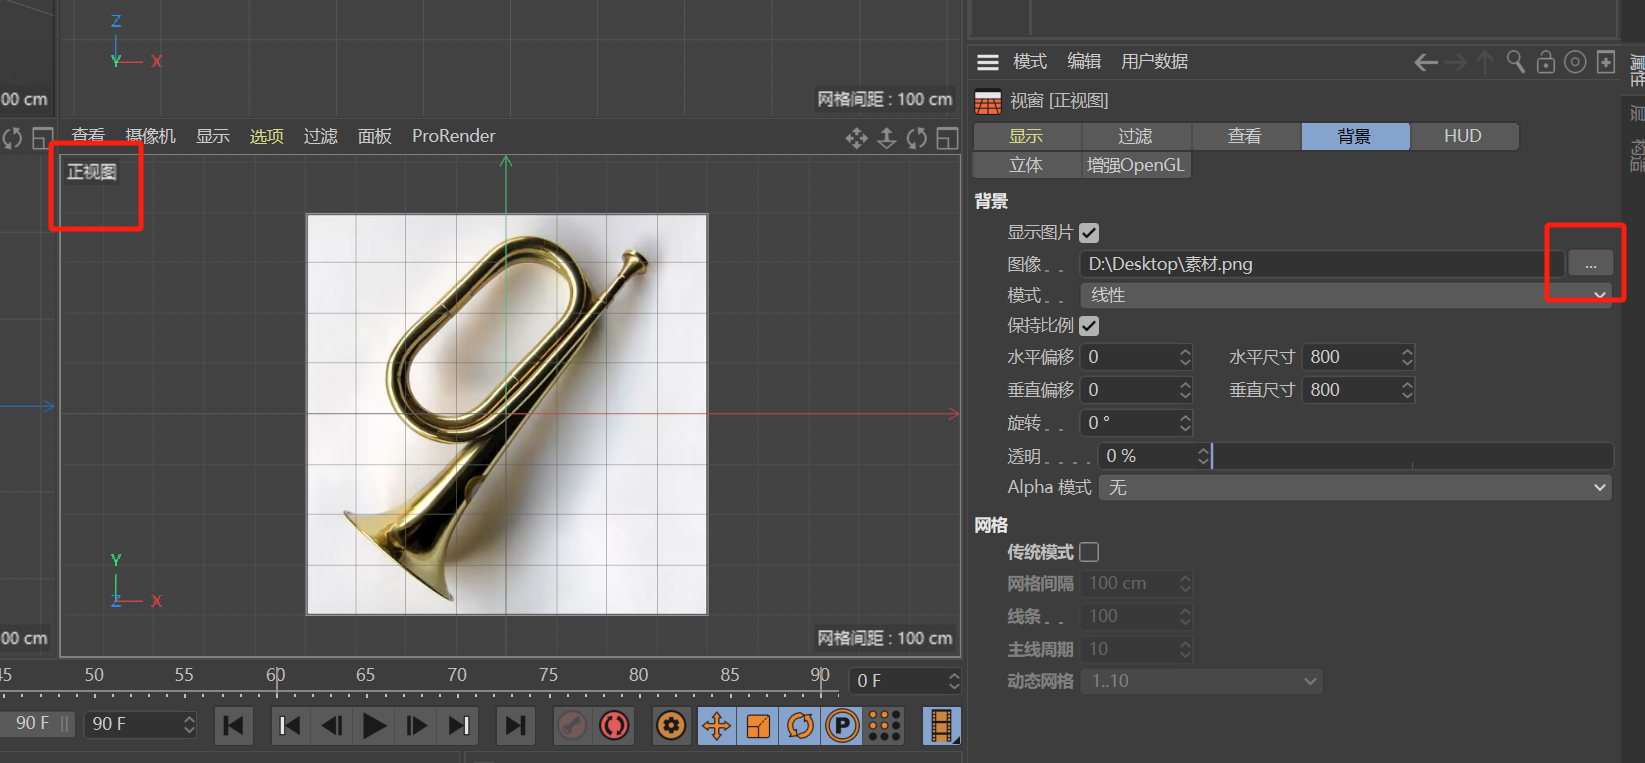 Z
Y X
00 cm
网格间距 : 100 cm
查看 摄像机 显示 选项 过滤 面板 ProRender
正视图
Y
Z X
00 cm
网格间距 : 100 cm
45 50 55 60 65 70 75 80 85 90 0 F
90 F 90 F
P
模式 编辑 用户数据
视窗 [正视图]
显示 过滤 查看 背景 HUD
立体 增强OpenGL
背景
显示图片
图像 . . D:\Desktop\素材.png ...
模式 . . 线性
保持比例
水平偏移 0 水平尺寸 800
垂直偏移 0 垂直尺寸 800
旋转 . . 0 °
透明 . . . . 0 %
Alpha 模式 无
网格
传统模式
网格间隔 100 cm
线条 . . 100
主线周期 10
动态网格 1..10
属性
层
构造